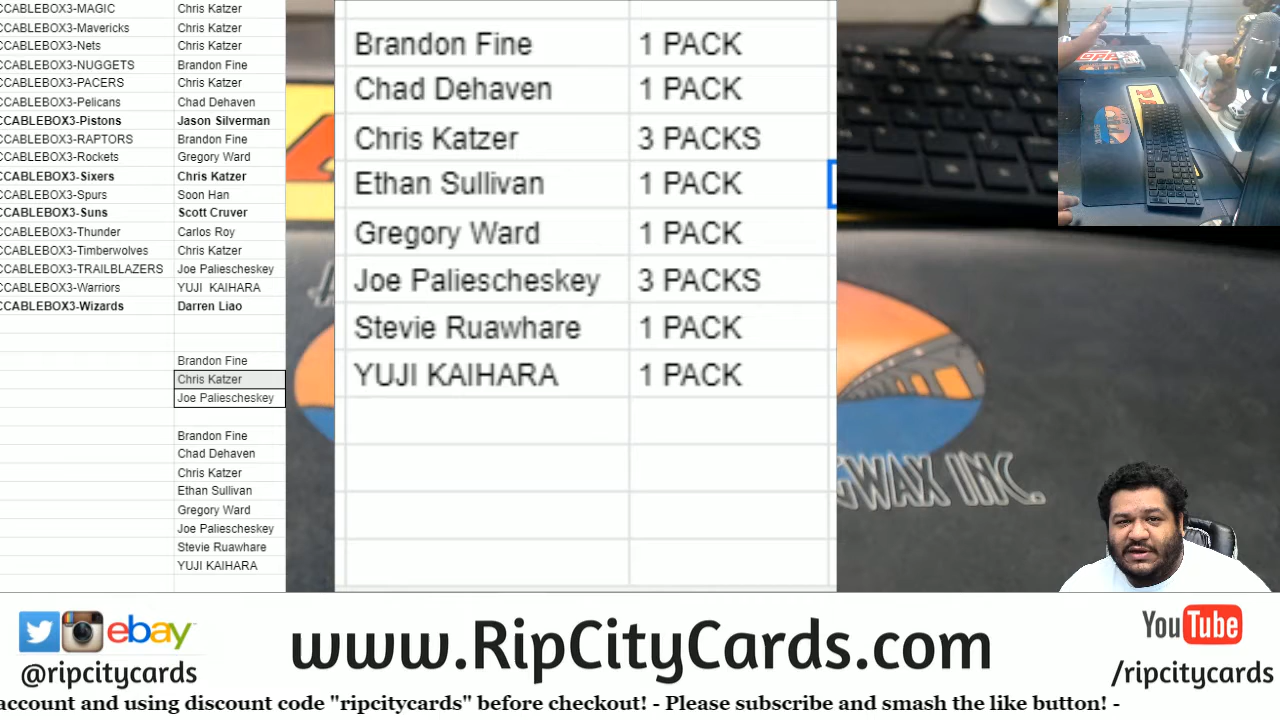 CCABLEBOX3-MAGIC Chris Katzer
CCABLEBOX3-Mavericks Chris Katzer
CCABLEBOX3-Nets Chris Katzer
CCABLEBOX3-NUGGETS Brandon Fine
CCABLEBOX3-PACERS Chris Katzer
CCABLEBOX3-Pelicans Chad Dehaven
CCABLEBOX3-Pistons Jason Silverman
CCABLEBOX3-RAPTORS Brandon Fine
CCABLEBOX3-Rockets Gregory Ward
CCABLEBOX3-Sixers Chris Katzer
CCABLEBOX3-Spurs Soon Han
CCABLEBOX3-Suns Scott Cruver
CCABLEBOX3-Thunder Carlos Roy
CCABLEBOX3-Timberwolves Chris Katzer
CCABLEBOX3-TRAILBLAZERS Joe Paliescheskey
CCABLEBOX3-Warriors YUJI KAIHARA
CCABLEBOX3-Wizards Darren Liao
Brandon Fine
Chris Katzer
Joe Paliescheskey
Brandon Fine
Chad Dehaven
Chris Katzer
Ethan Sullivan
Gregory Ward
Joe Paliescheskey
Stevie Ruawhare
YUJI KAIHARA
Brandon Fine 1 PACK
Chad Dehaven 1 PACK
Chris Katzer 3 PACKS
Ethan Sullivan 1 PACK
Gregory Ward 1 PACK
Joe Paliescheskey 3 PACKS
Stevie Ruawhare 1 PACK
YUJI KAIHARA 1 PACK
GWAX INC.
ebay
@ripcitycards
www.RipCityCards.com
YouTube
/ripcitycards
account and using discount code "ripcitycards" before checkout! - Please subscribe and smash the like button! -